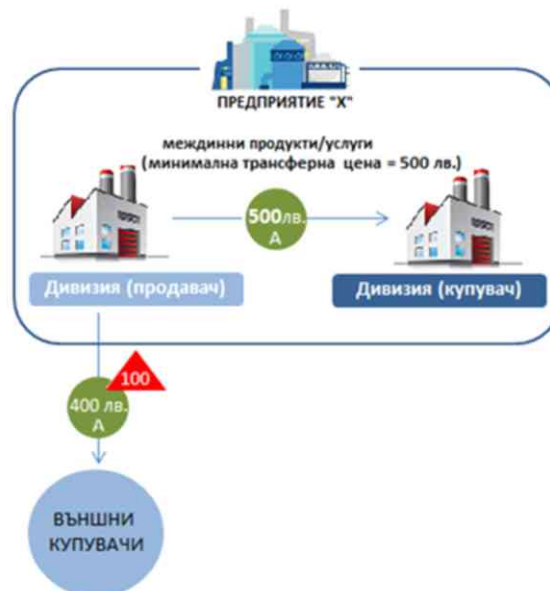 ПРЕДПРИЯТИЕ "X"
междинни продукти/услуги
(минимална трансферна цена = 500 лв.)
500лв.
А
Дивизия (продавач)
Дивизия (купувач)
100
400 лв.
А
ВЪНШНИ
КУПУВАЧИ